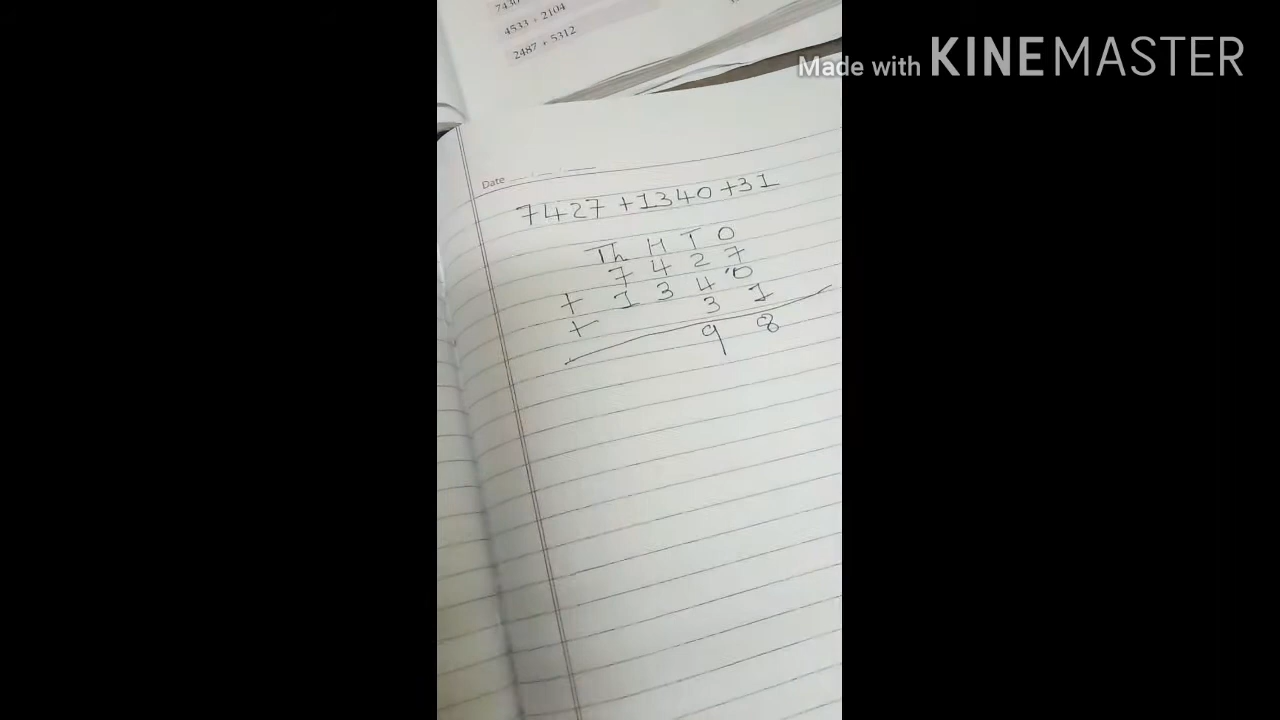 4533 + 2104
2487 + 5312
Made with KINEMASTER
Date
7427 +1340 +31
Th H T O
7 4 2 7
+ 1 3 4 0
+ 3 1
9 8